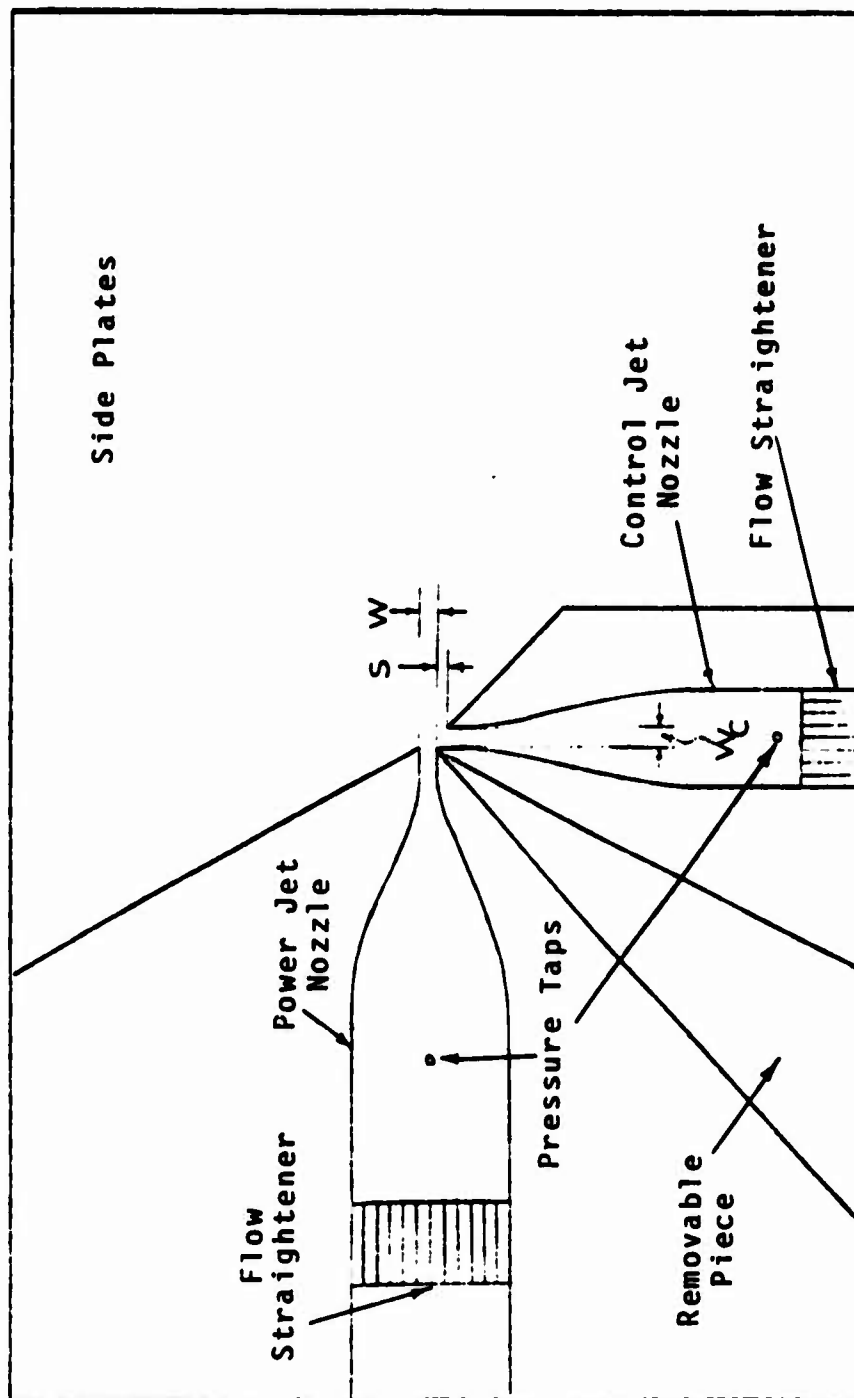 Side Plates
Flow
Straightener
Power Jet
Nozzle
S
W
Control Jet
Nozzle
Wc
Pressure Taps
Flow Straightener
Removable
Piece